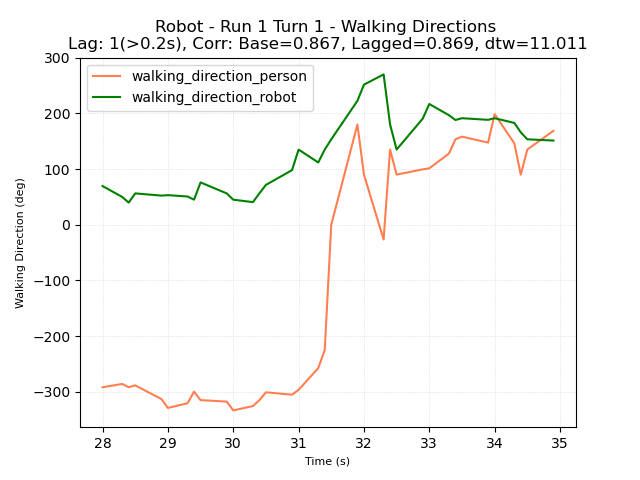 Robot - Run 1 Turn 1 - Walking Directions
Lag: 1(>0.2s), Corr: Base=0.867, Lagged=0.869, dtw=11.011
walking_direction_person
walking_direction_robot
Walking Direction (deg)
300
200
100
0
−100
−200
−300
28 29 30 31 32 33 34 35
Time (s)